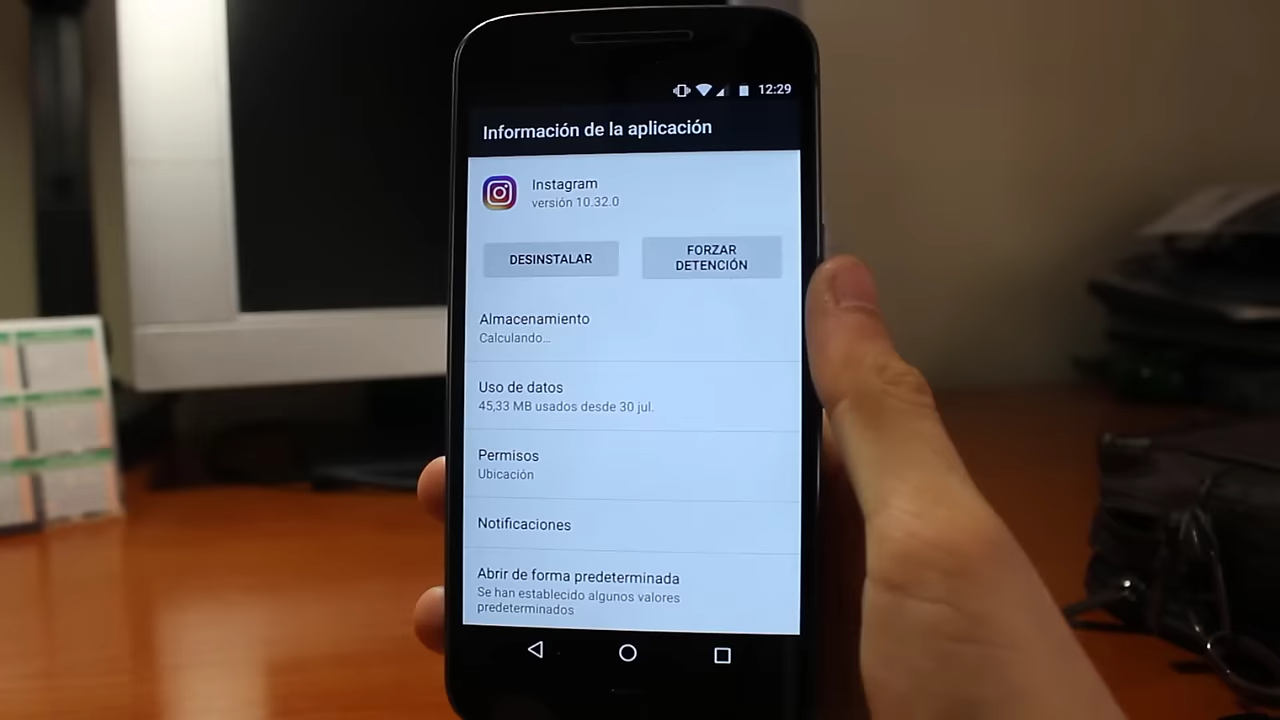 12:29
Información de la aplicación
Instagram
versión 10.32.0
DESINSTALAR
FORZAR
DETENCIÓN
Almacenamiento
Calculando...
Uso de datos
45,33 MB usados desde 30 jul.
Permisos
Ubicación
Notificaciones
Abrir de forma predeterminada
Se han establecido algunos valores
predeterminados